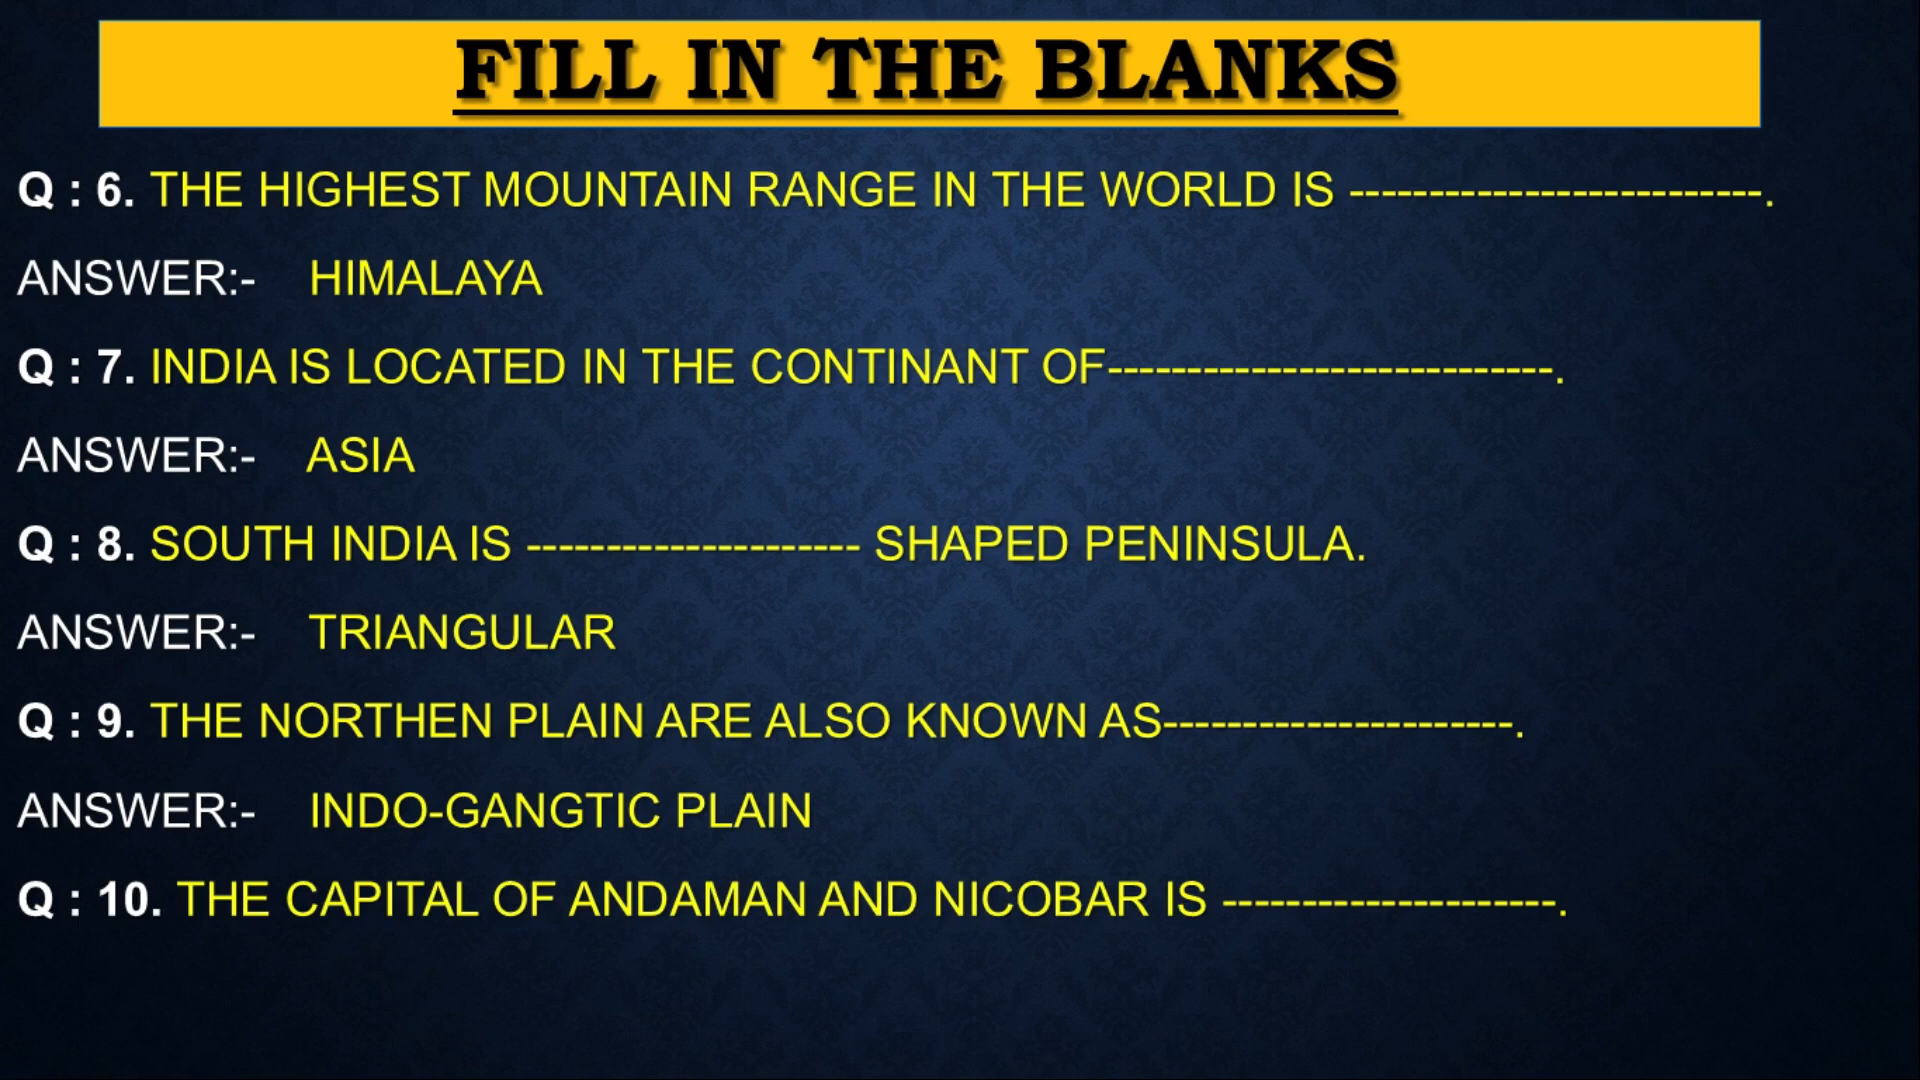 FILL IN THE BLANKS
Q : 6. THE HIGHEST MOUNTAIN RANGE IN THE WORLD IS --------------------------.
ANSWER:- HIMALAYA
Q : 7. INDIA IS LOCATED IN THE CONTINANT OF----------------------------.
ANSWER:- ASIA
Q : 8. SOUTH INDIA IS --------------------- SHAPED PENINSULA.
ANSWER:- TRIANGULAR
Q : 9. THE NORTHEN PLAIN ARE ALSO KNOWN AS----------------------.
ANSWER:- INDO-GANGTIC PLAIN
Q : 10. THE CAPITAL OF ANDAMAN AND NICOBAR IS ---------------------.